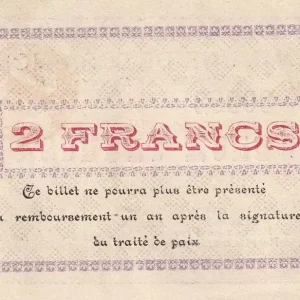 2 FRANCS
Ce billet ne pourra plus être présenté
u remboursement un an après la signature
du traité de paix